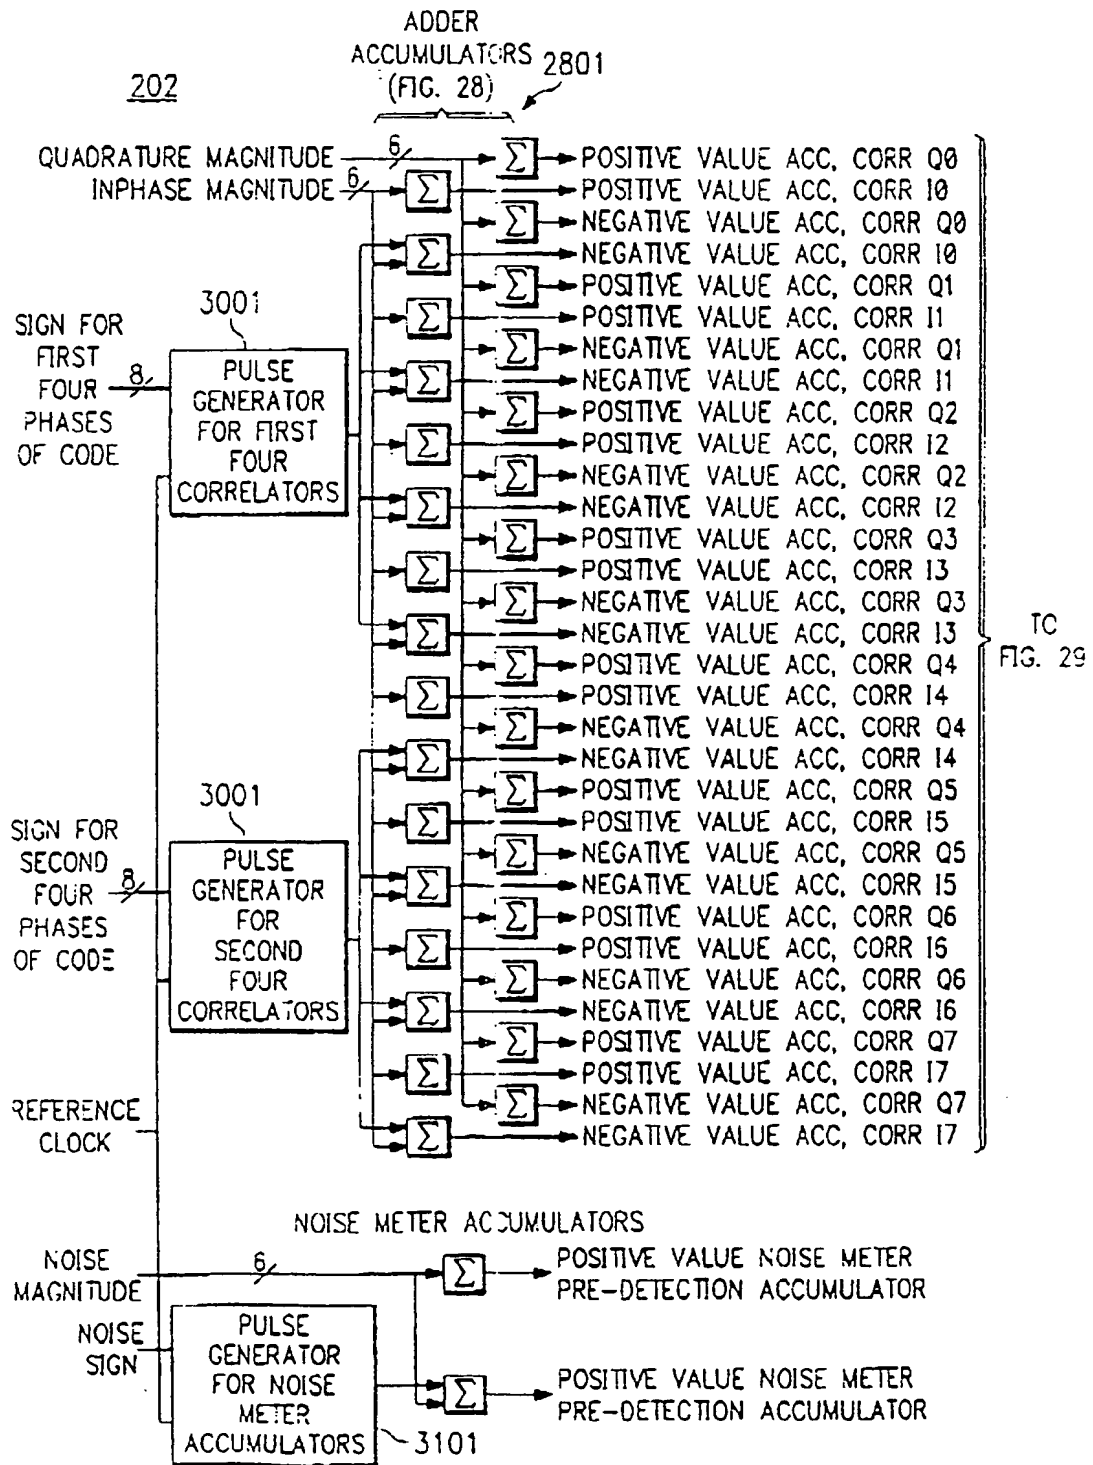 ADDER
ACCUMULATORS
(FIG. 28)
2801
202
QUADRATURE MAGNITUDE
6
INPHASE MAGNITUDE
6
POSITIVE VALUE ACC, CORR Q0
POSITIVE VALUE ACC, CORR I0
NEGATIVE VALUE ACC, CORR Q0
NEGATIVE VALUE ACC, CORR I0
POSITIVE VALUE ACC, CORR Q1
POSITIVE VALUE ACC, CORR I1
NEGATIVE VALUE ACC, CORR Q1
NEGATIVE VALUE ACC, CORR I1
POSITIVE VALUE ACC, CORR Q2
POSITIVE VALUE ACC, CORR I2
NEGATIVE VALUE ACC, CORR Q2
NEGATIVE VALUE ACC, CORR I2
POSITIVE VALUE ACC, CORR Q3
POSITIVE VALUE ACC, CORR I3
NEGATIVE VALUE ACC, CORR Q3
NEGATIVE VALUE ACC, CORR I3
POSITIVE VALUE ACC, CORR Q4
POSITIVE VALUE ACC, CORR I4
NEGATIVE VALUE ACC, CORR Q4
NEGATIVE VALUE ACC, CORR I4
POSITIVE VALUE ACC, CORR Q5
POSITIVE VALUE ACC, CORR I5
NEGATIVE VALUE ACC, CORR Q5
NEGATIVE VALUE ACC, CORR I5
POSITIVE VALUE ACC, CORR Q6
POSITIVE VALUE ACC, CORR I6
NEGATIVE VALUE ACC, CORR Q6
NEGATIVE VALUE ACC, CORR I6
POSITIVE VALUE ACC, CORR Q7
POSITIVE VALUE ACC, CORR I7
NEGATIVE VALUE ACC, CORR Q7
NEGATIVE VALUE ACC, CORR I7
TO
FIG. 29
SIGN FOR
FIRST
FOUR
PHASES
OF CODE
8
3001
PULSE
GENERATOR
FOR FIRST
FOUR
CORRELATORS
SIGN FOR
SECOND
FOUR
PHASES
OF CODE
8
3001
PULSE
GENERATOR
FOR
SECOND
FOUR
CORRELATORS
REFERENCE
CLOCK
NOISE METER ACCUMULATORS
NOISE
MAGNITUDE
6
Σ
POSITIVE VALUE NOISE METER
PRE-DETECTION ACCUMULATOR
NOISE
SIGN
PULSE
GENERATOR
FOR NOISE
METER
ACCUMULATORS
3101
Σ
POSITIVE VALUE NOISE METER
PRE-DETECTION ACCUMULATOR